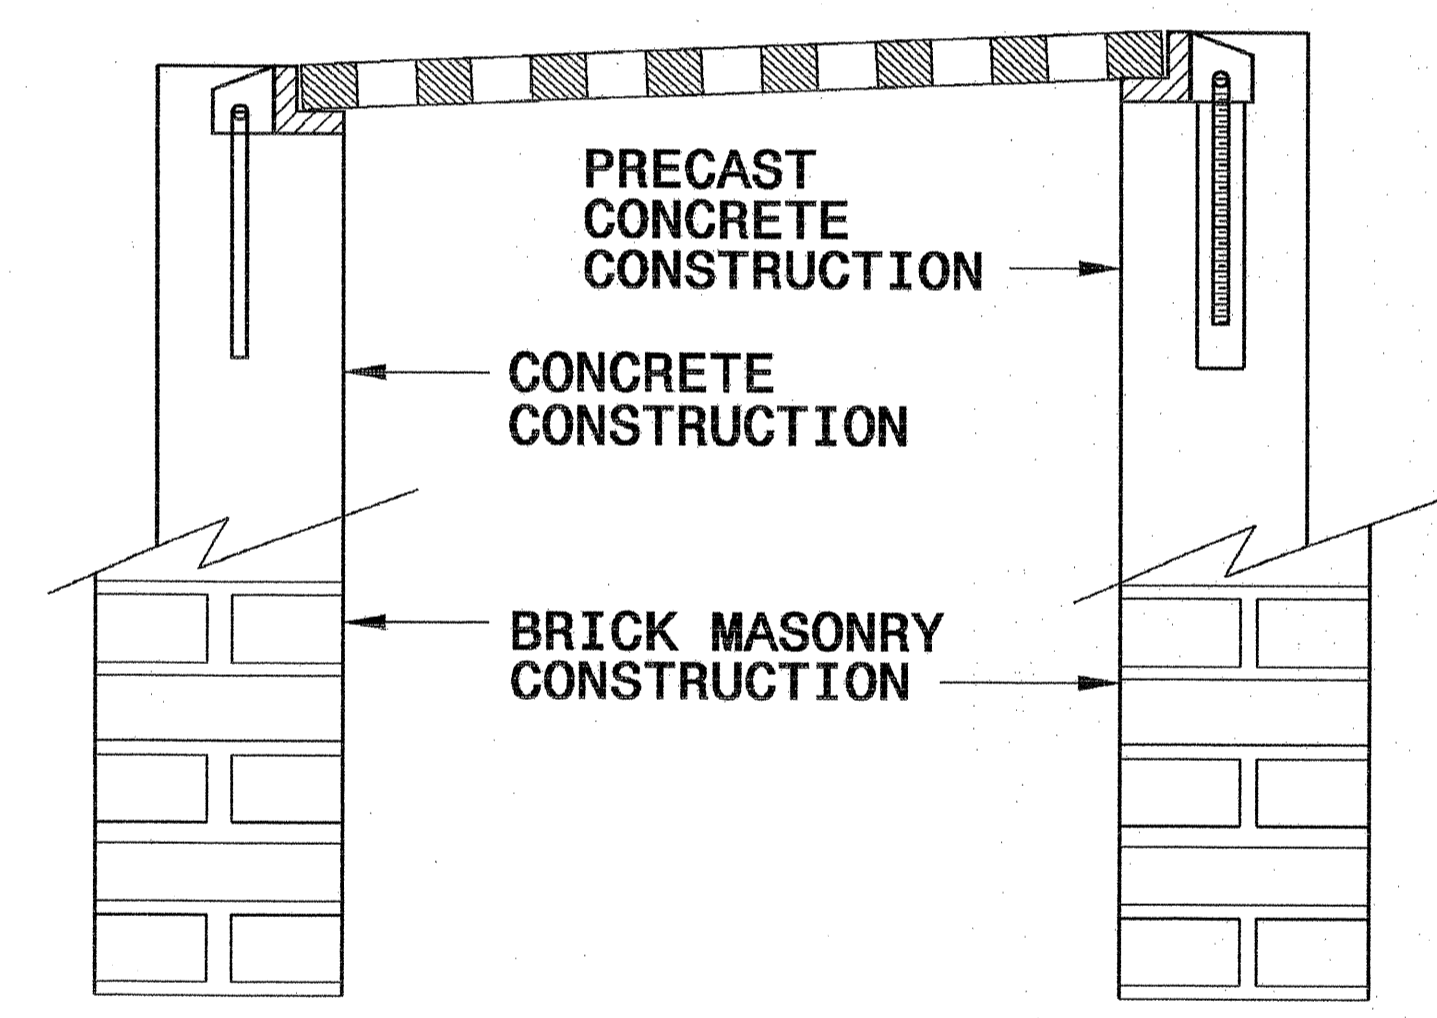 PRECAST
CONCRETE
CONSTRUCTION
CONCRETE
CONSTRUCTION
BRICK MASONRY
CONSTRUCTION